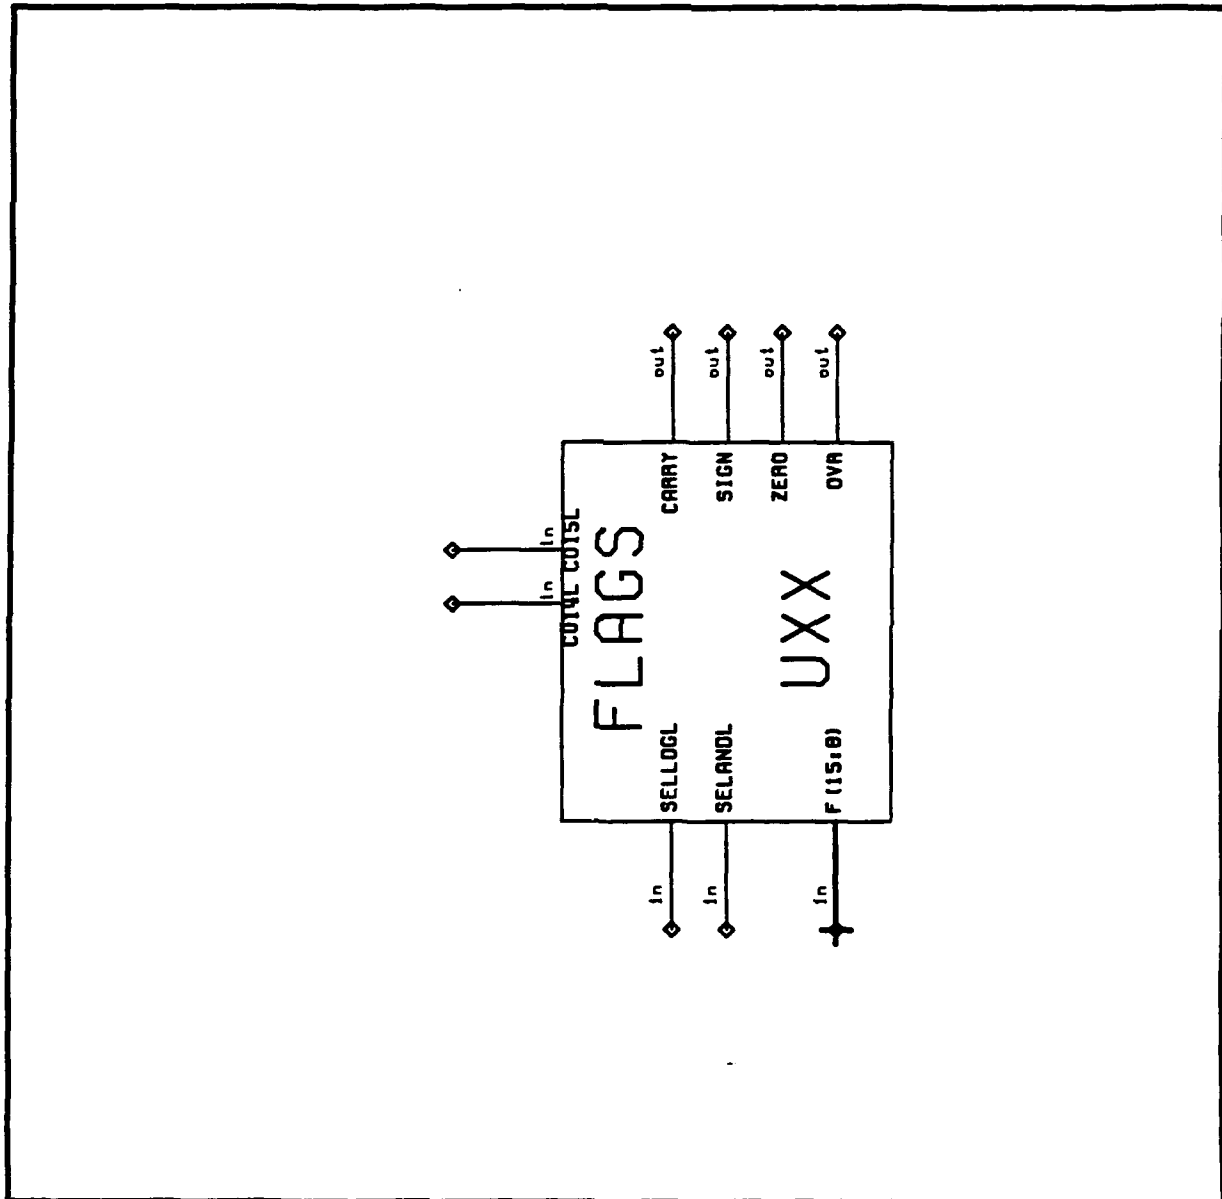 in in
CO14L CO15L
FLAGS
in SELLOGL CARRY out
in SELANDL SIGN out
ZERO out
UXX
in F(15:0) OVR out